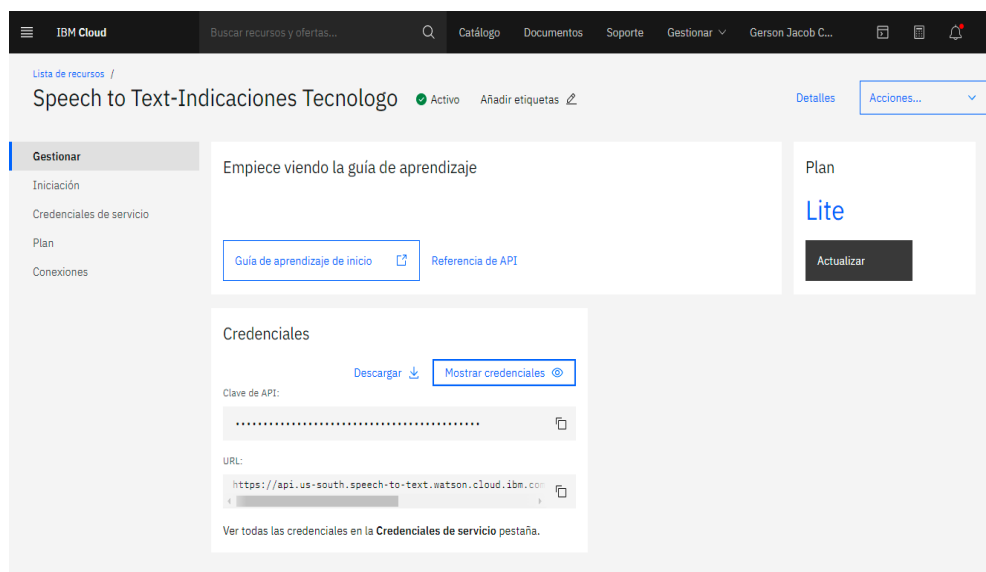 IBM Cloud
Buscar recursos y ofertas...
Catálogo
Documentos
Soporte
Gestionar
Gerson Jacob C...
Lista de recursos /
Speech to Text-Indicaciones Tecnologo
Activo
Añadir etiquetas
Detalles
Acciones...
Gestionar
Iniciación
Credenciales de servicio
Plan
Conexiones
Empiece viendo la guía de aprendizaje
Guía de aprendizaje de inicio
Referencia de API
Plan
Lite
Actualizar
Credenciales
Descargar
Mostrar credenciales
Clave de API:
URL:
https://api.us-south.speech-to-text.watson.cloud.ibm.com
Ver todas las credenciales en la Credenciales de servicio pestaña.